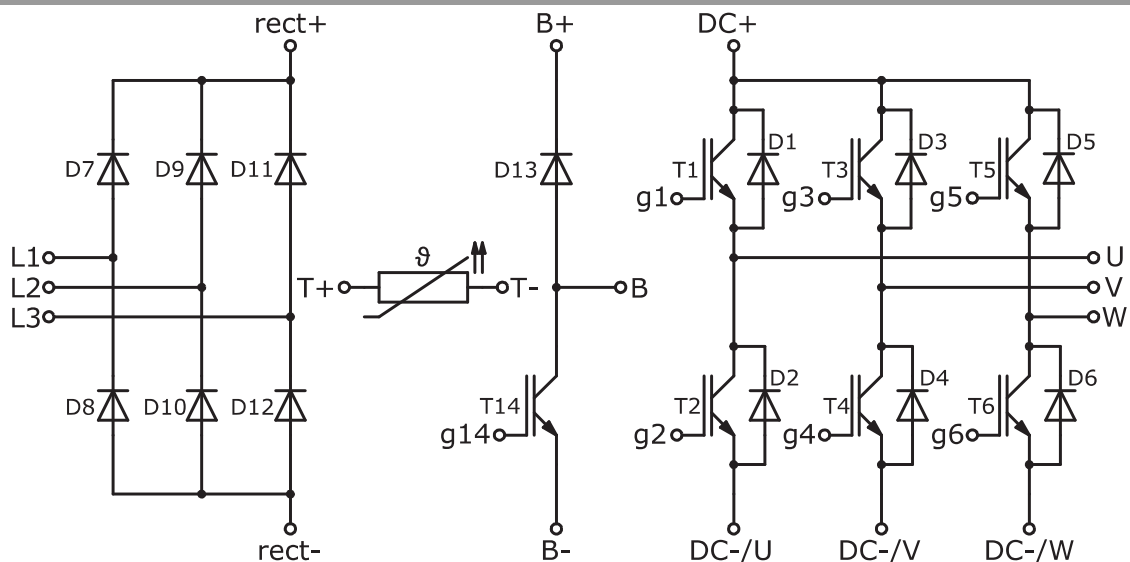 rect+ B+ DC+
D7 D9 D11 D13 T1 D1 T3 D3 T5 D5
g1 g3 g5
L1 ϑ U
L2 T+ T- B V
L3 W
D8 D10 D12 T14 T2 D2 T4 D4 T6 D6
g14 g2 g4 g6
rect- B- DC-/U DC-/V DC-/W